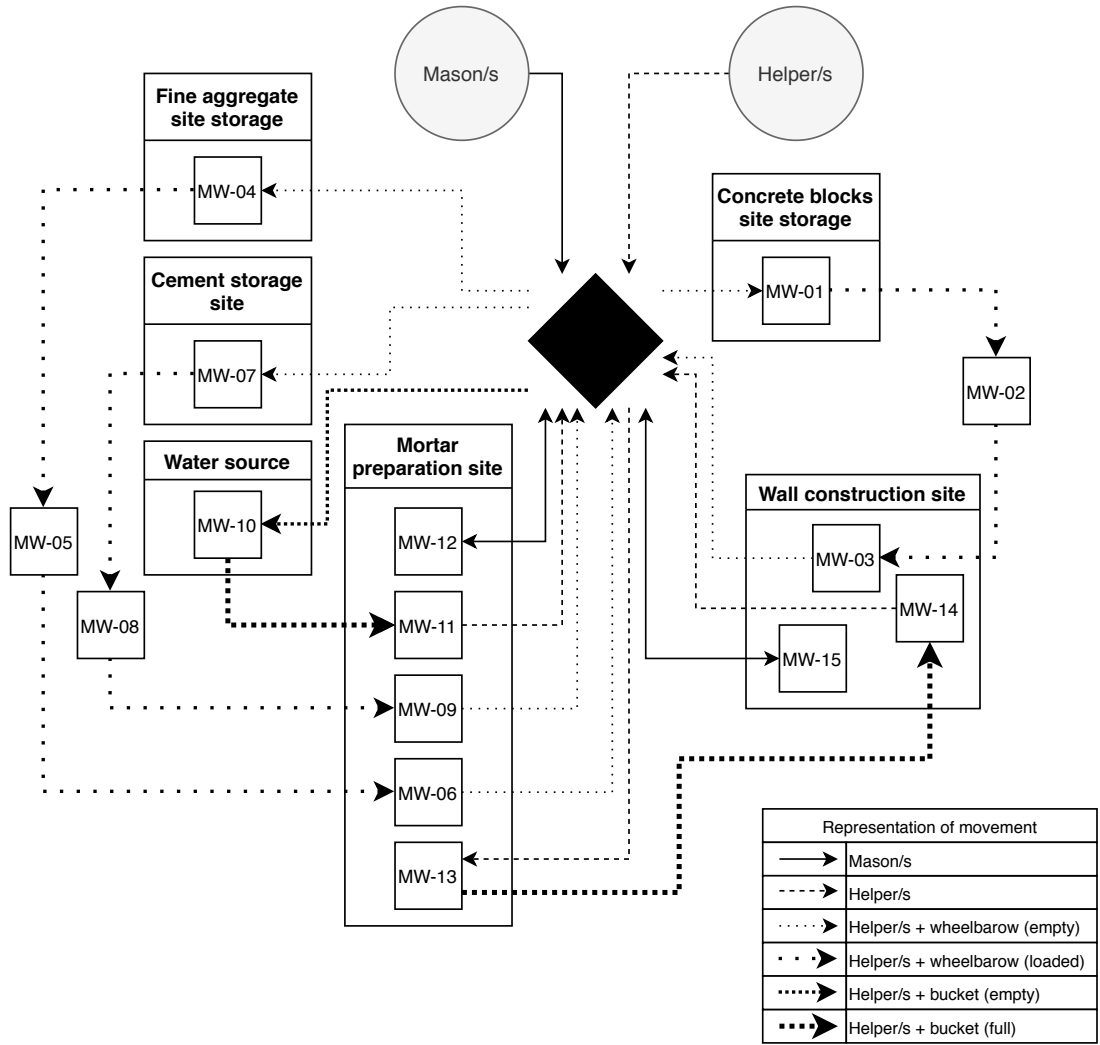 Mason/s
Helper/s
Fine aggregate
site storage
MW-04
Concrete blocks
site storage
MW-01
Cement storage
site
MW-07
MW-02
Water source
MW-10
Mortar
preparation site
MW-12
MW-11
MW-09
MW-06
MW-13
Wall construction site
MW-03
MW-14
MW-15
MW-05
MW-08
Representation of movement
Mason/s
Helper/s
Helper/s + wheelbarow (empty)
Helper/s + wheelbarow (loaded)
Helper/s + bucket (empty)
Helper/s + bucket (full)